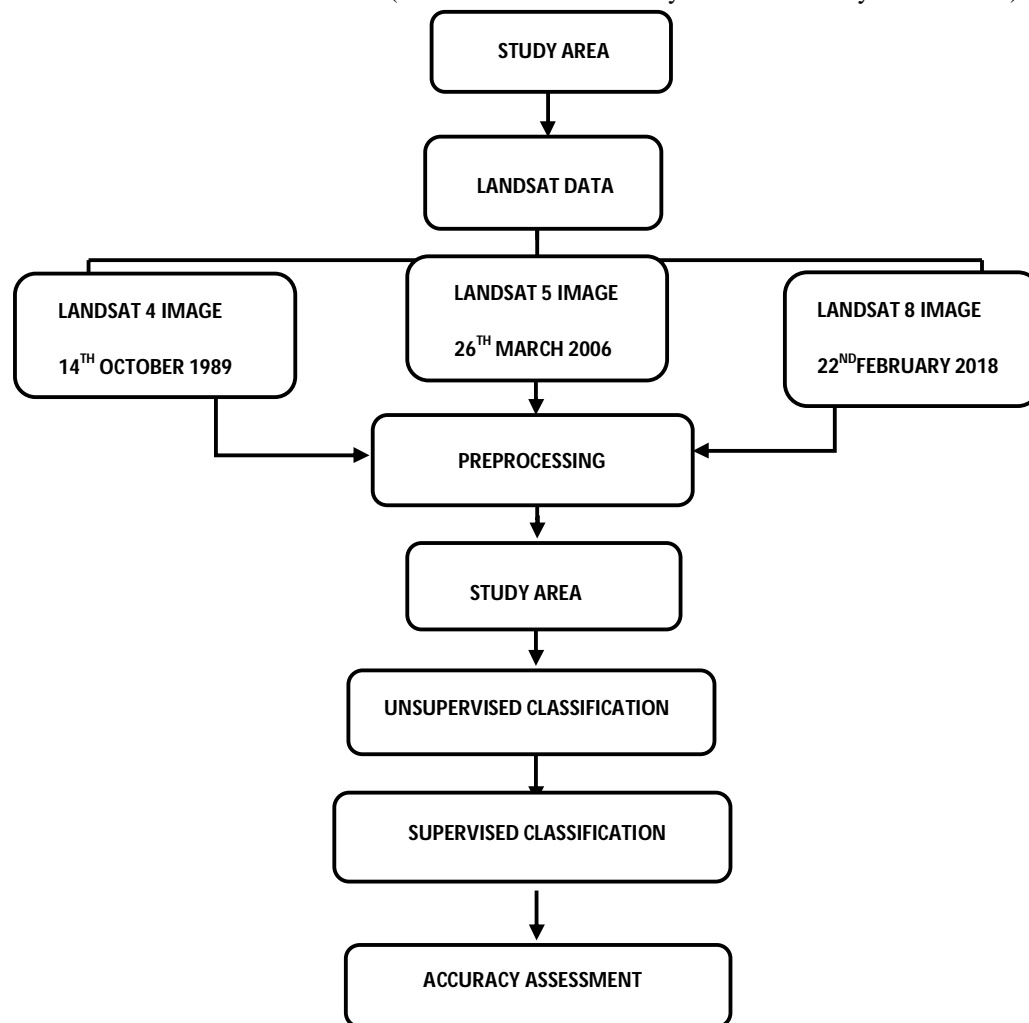 STUDY AREA
LANDSAT DATA
LANDSAT 4 IMAGE
14TH OCTOBER 1989
LANDSAT 5 IMAGE
26TH MARCH 2006
LANDSAT 8 IMAGE
22NDFEBRUARY 2018
PREPROCESSING
STUDY AREA
UNSUPERVISED CLASSIFICATION
SUPERVISED CLASSIFICATION
ACCURACY ASSESSMENT